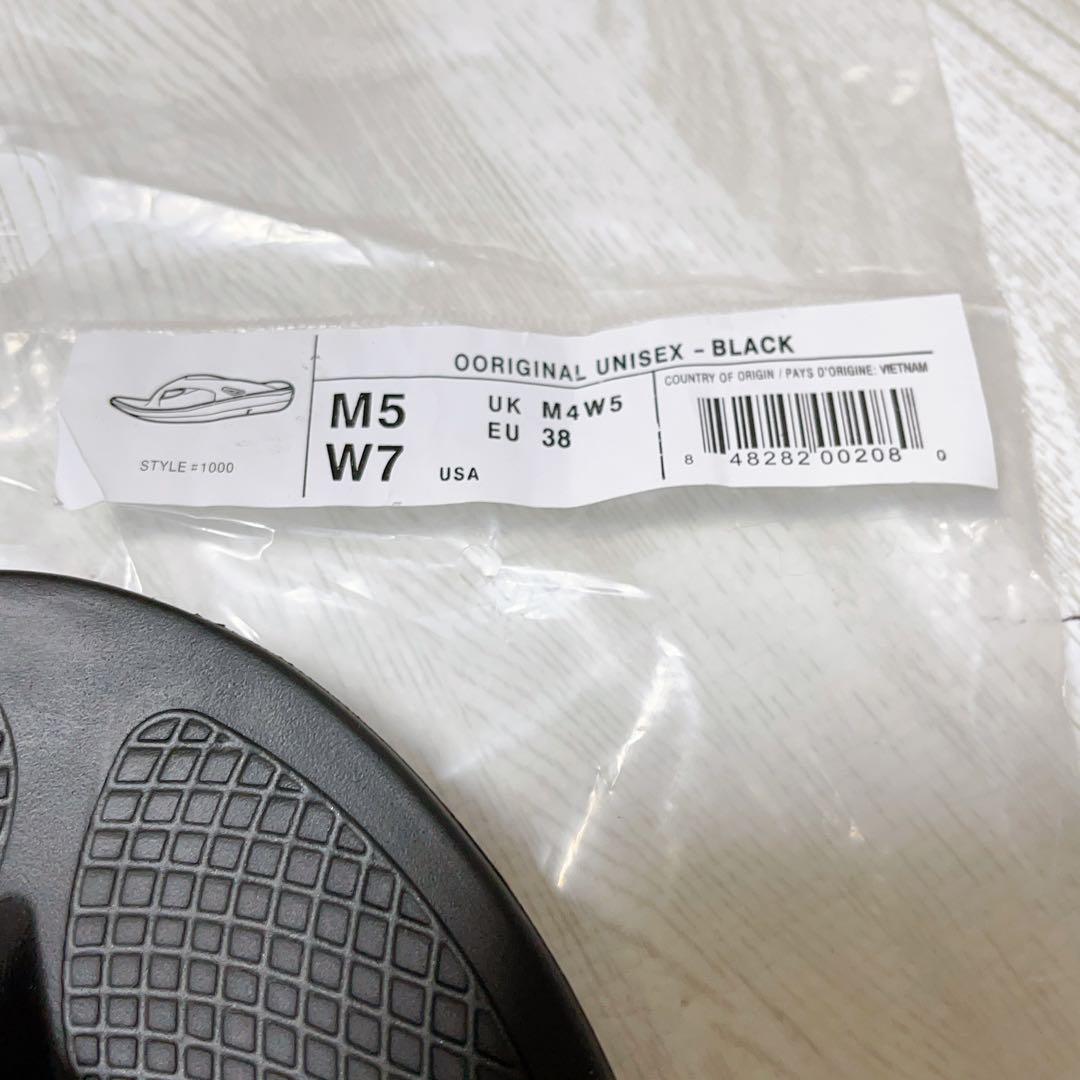 OORIGINAL UNISEX - BLACK
STYLE #1000
M5
W7
USA
UK M4W5
EU 38
COUNTRY OF ORIGIN / PAYS D'ORIGINE: VIETNAM
8 48282 00208 0